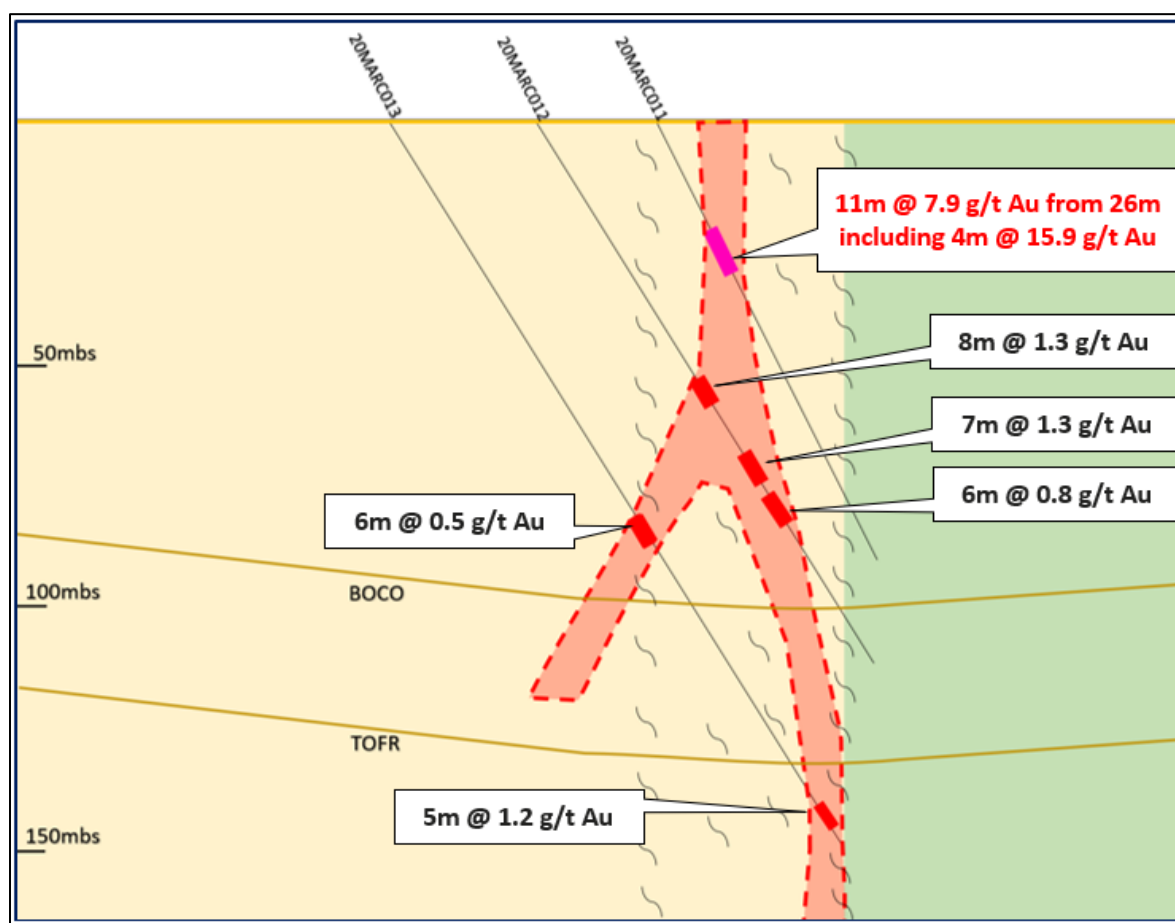 20MARC013
20MARC012
20MARC011
11m @ 7.9 g/t Au from 26m
including 4m @ 15.9 g/t Au
50mbs
8m @ 1.3 g/t Au
7m @ 1.3 g/t Au
6m @ 0.8 g/t Au
6m @ 0.5 g/t Au
100mbs
BOCO
TOFR
5m @ 1.2 g/t Au
150mbs